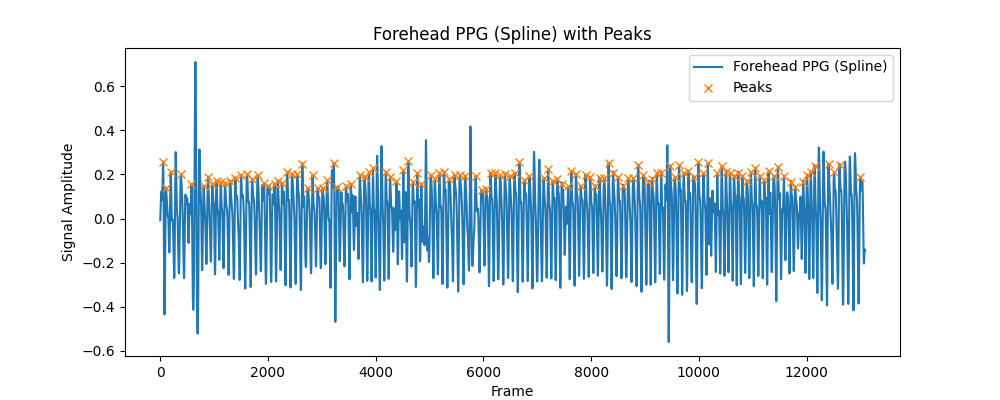 Forehead PPG (Spline) with Peaks
Forehead PPG (Spline)
Peaks
Signal Amplitude
0.6
0.4
0.2
0.0
−0.2
−0.4
−0.6
0 2000 4000 6000 8000 10000 12000
Frame